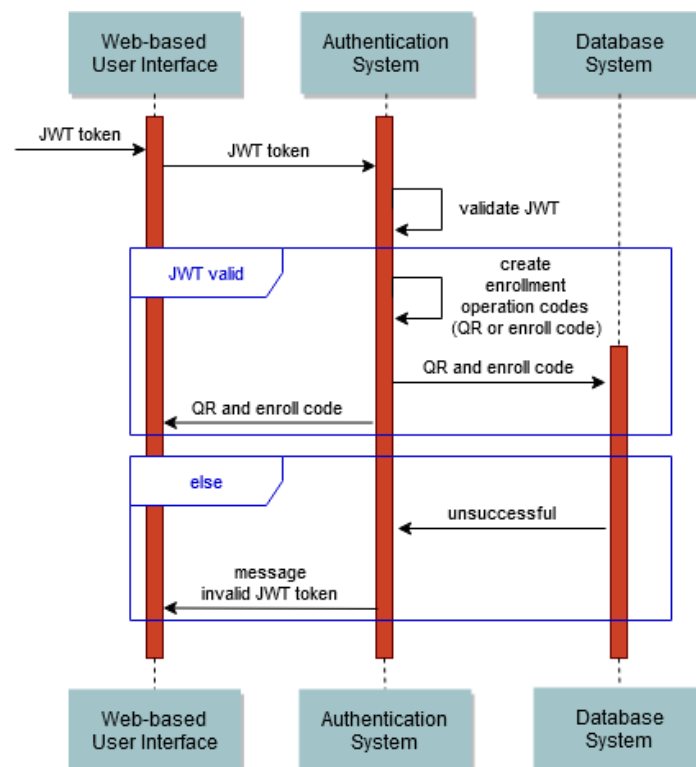 Web-based
User Interface
Authentication
System
Database
System
JWT token
JWT token
validate JWT
JWT valid
create
enrollment
operation codes
(QR or enroll code)
QR and enroll code
QR and enroll code
else
unsuccessful
message
invalid JWT token
Web-based
User Interface
Authentication
System
Database
System